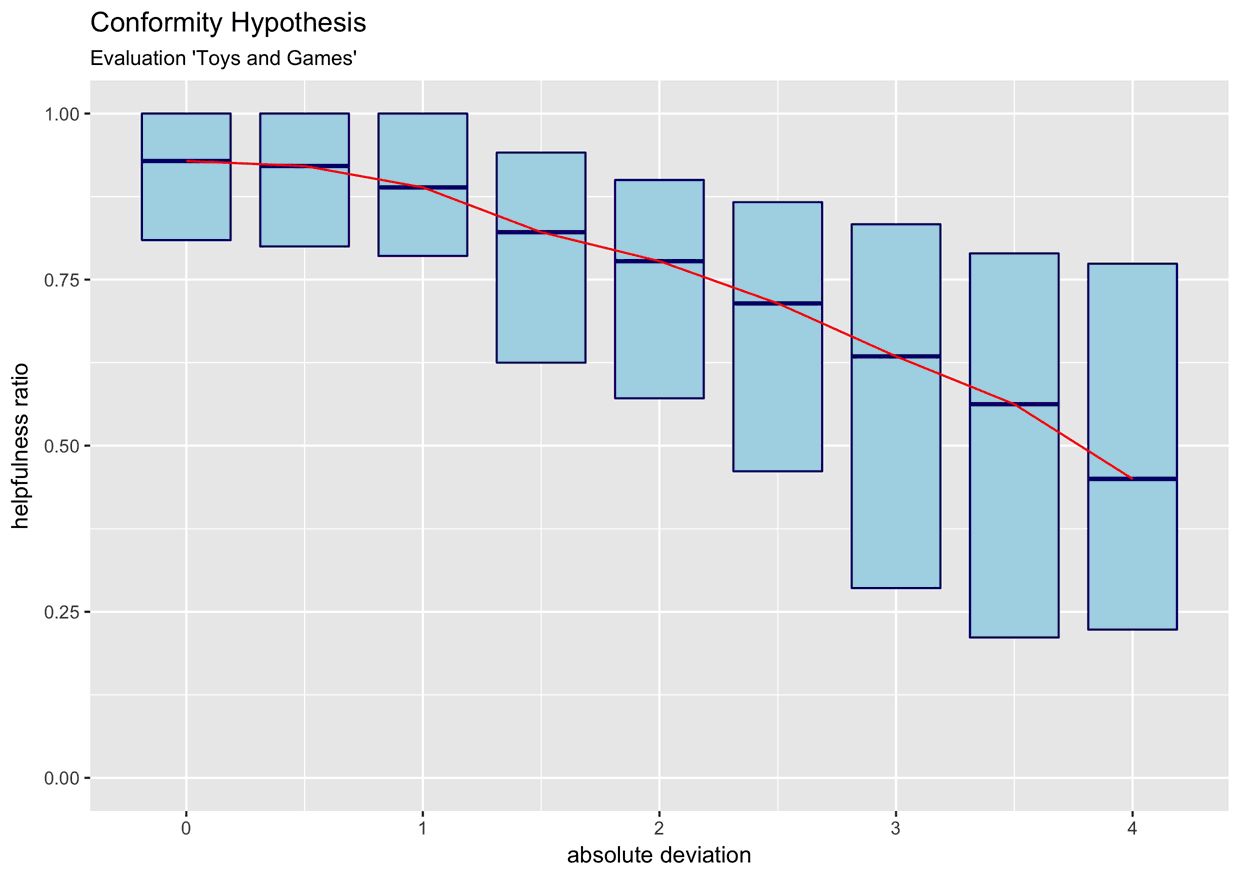 Conformity Hypothesis
Evaluation 'Toys and Games'
1.00
0.75
0.50
0.25
0.00
helpfulness ratio
0 1 2 3 4
absolute deviation